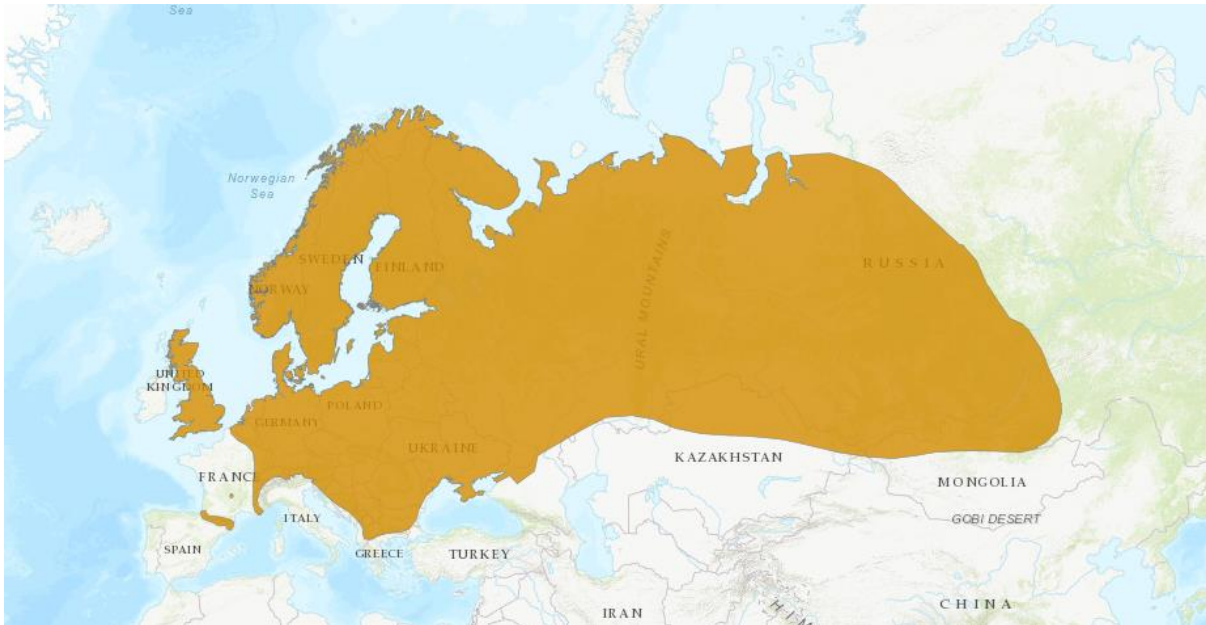 Sea
Norwegian
Sea
SWEDEN
FINLAND
NORWAY
RUSSIA
URAL MOUNTAINS
UNITED
KINGDOM
POLAND
GERMANY
UKRAINE
FRANCE
KAZAKHSTAN
MONGOLIA
GOBI DESERT
ITALY
SPAIN
GREECE
TURKEY
IRAN
CHINA
HIM